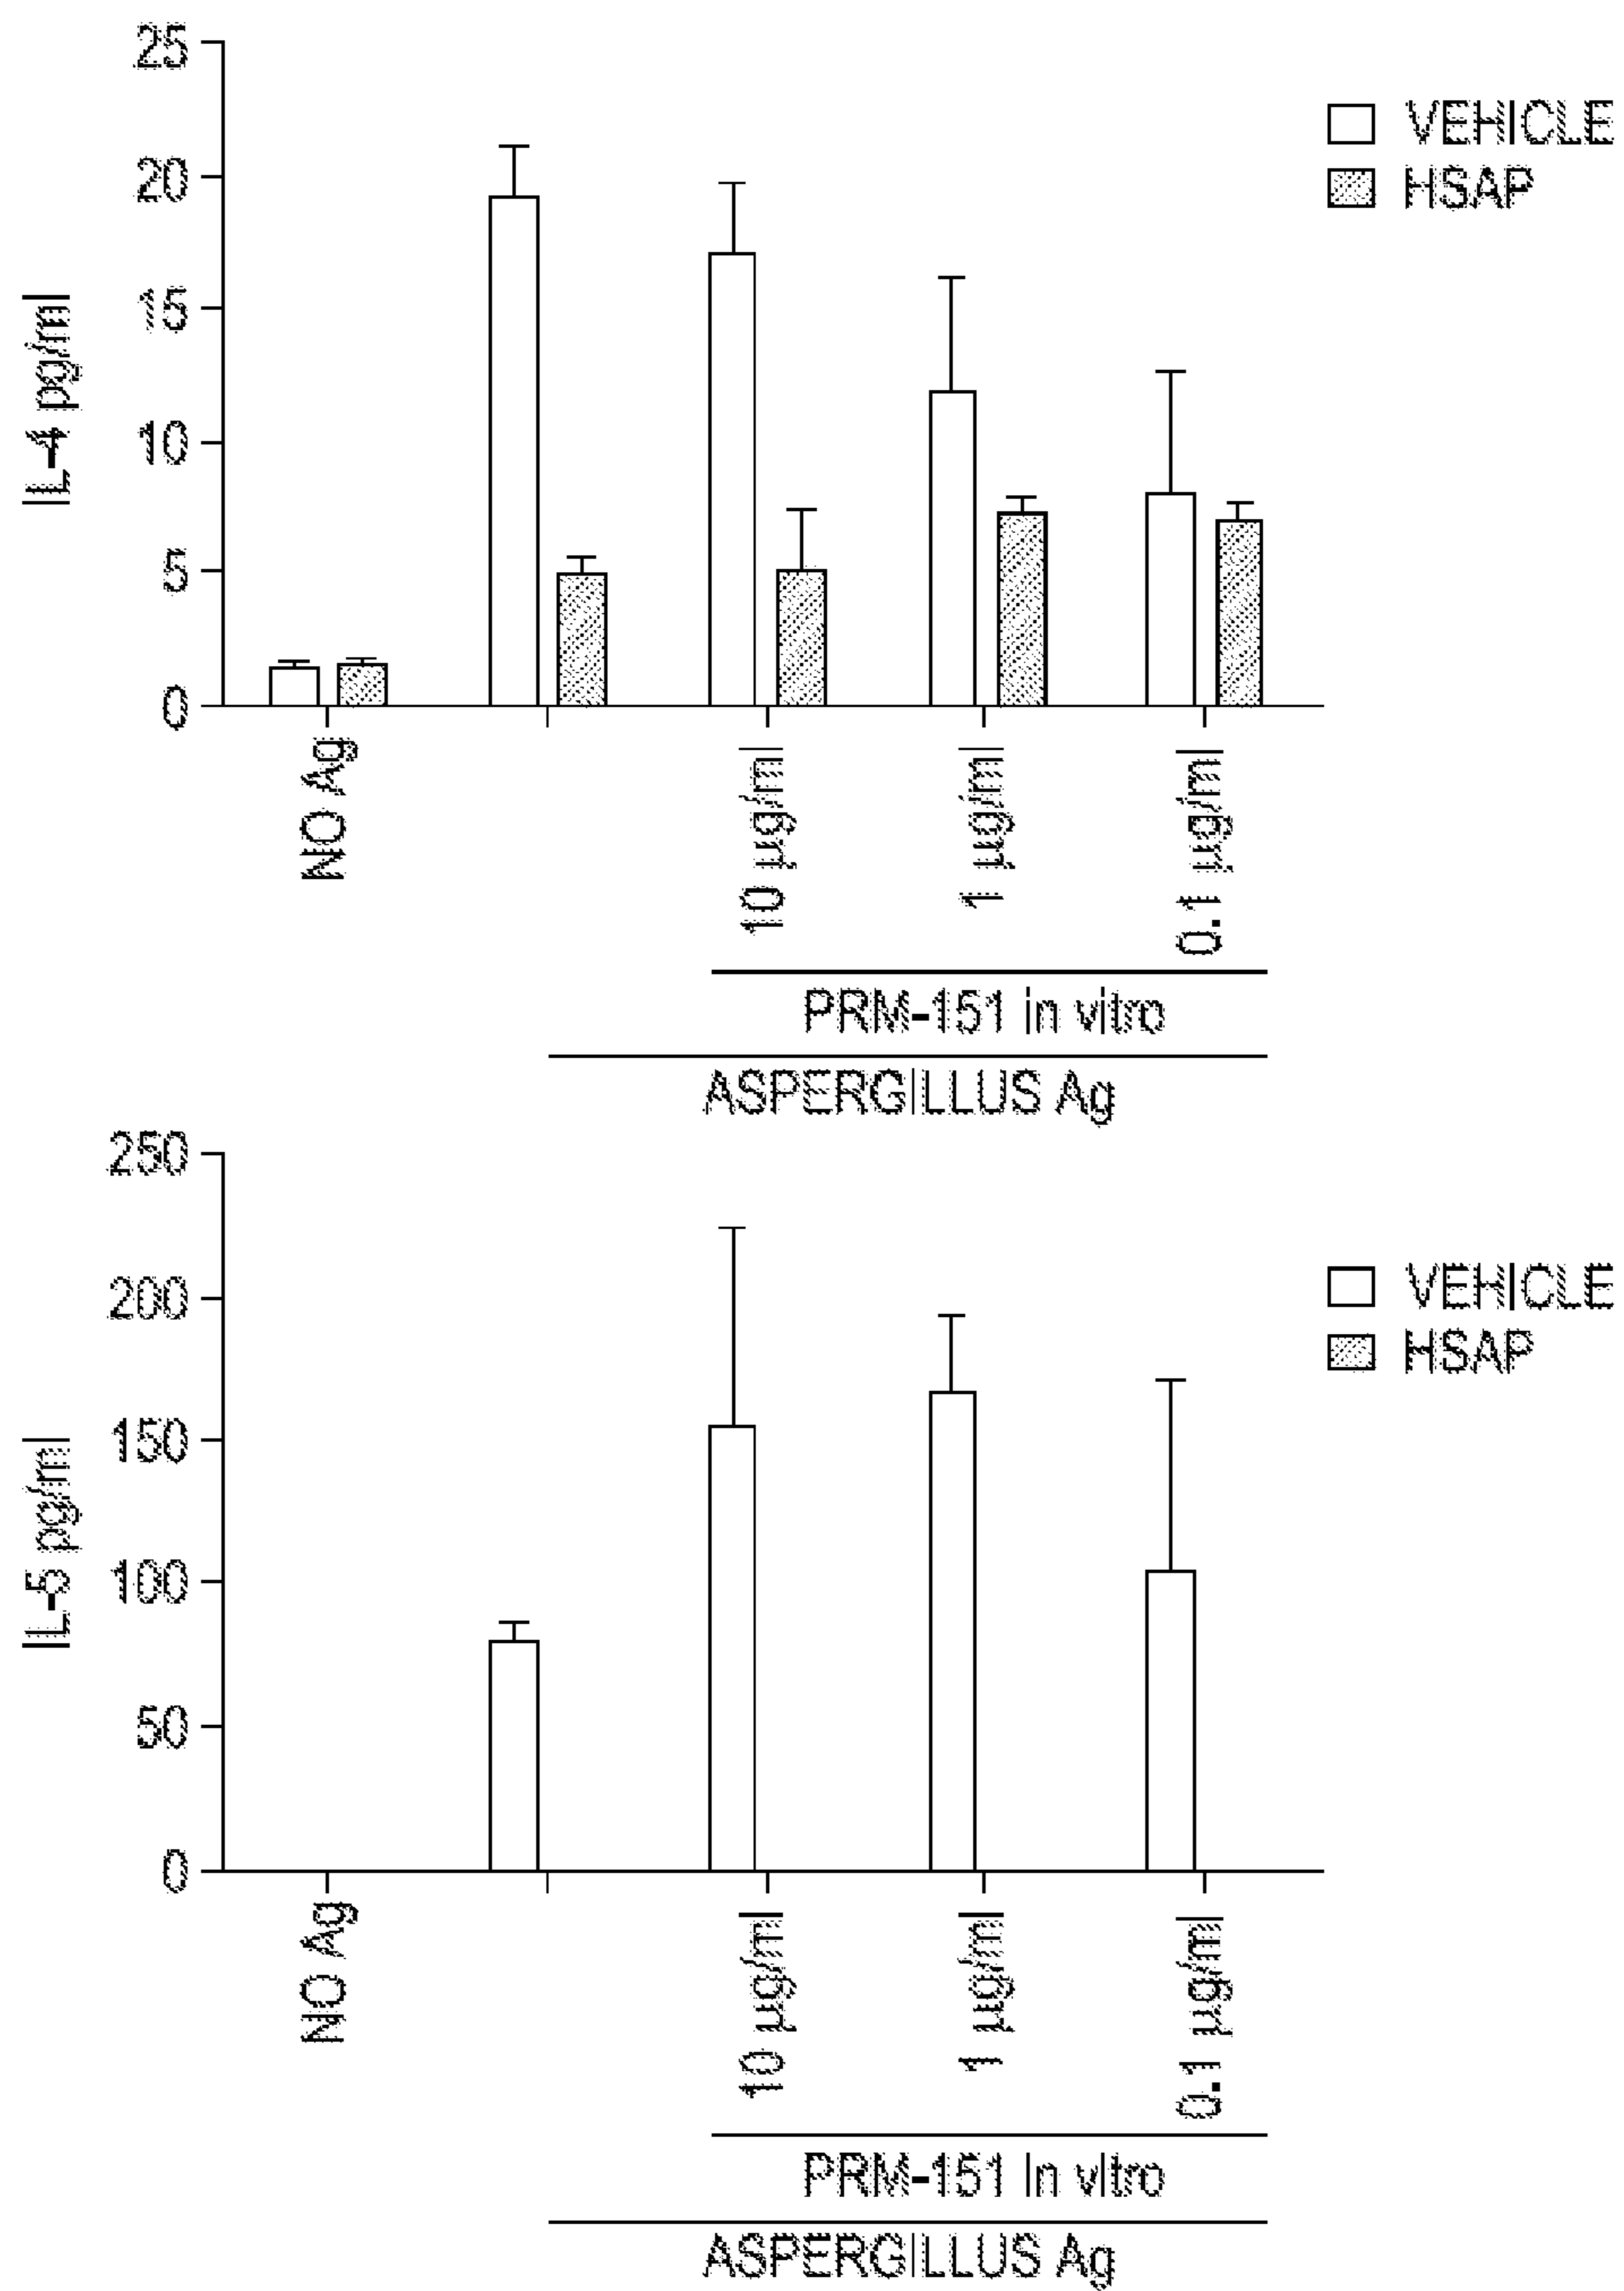 25
20
15
10
5
0
IL-4 pg/ml
VEHICLE
HSAP
NO Ag
10 µg/ml
1 µg/ml
0.1 µg/ml
PRM-151 in vitro
ASPERGILLUS Ag
250
200
150
100
50
0
IL-5 pg/ml
VEHICLE
HSAP
NO Ag
10 µg/ml
1 µg/ml
0.1 µg/ml
PRM-151 in vitro
ASPERGILLUS Ag